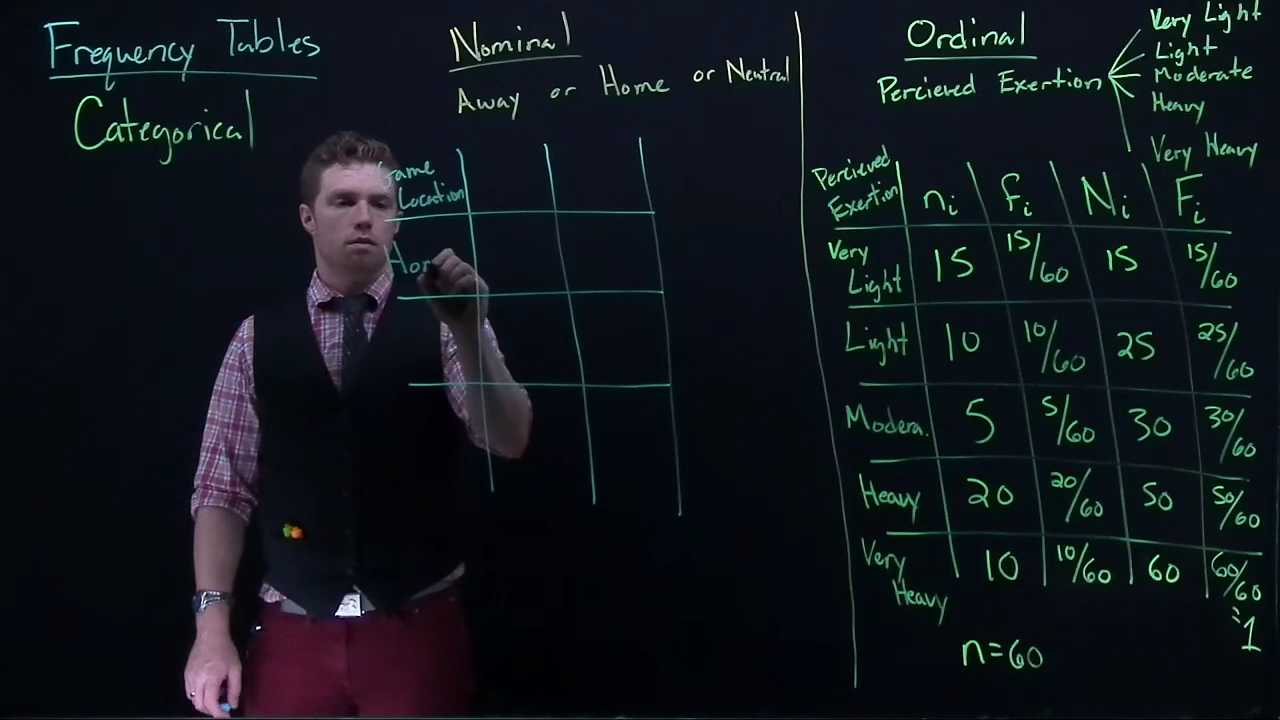 Frequency Tables
Categorical
Nominal
Away or Home or Neutral
Game
Location
Hom
Ordinal
Percieved Exertion
Very Light
Light
Moderate
Heavy
Very Heavy
Percieved Exertion nᵢ fᵢ Nᵢ Fᵢ
Very Light 15 15/60 15 15/60
Light 10 10/60 25 25/60
Modera. 5 5/60 30 30/60
Heavy 20 20/60 50 50/60
Very Heavy 10 10/60 60 60/60
=1
n=60